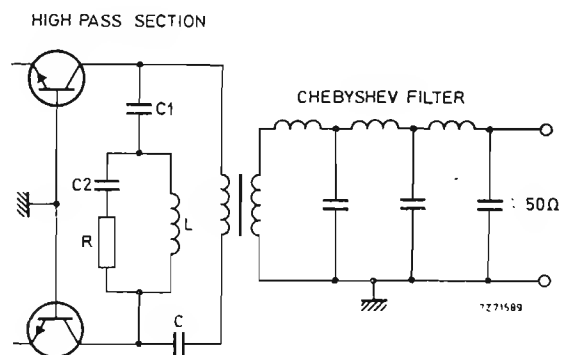 HIGH PASS SECTION
CHEBYSHEV FILTER
C1
C2
R
L
C
50Ω
7Z71589